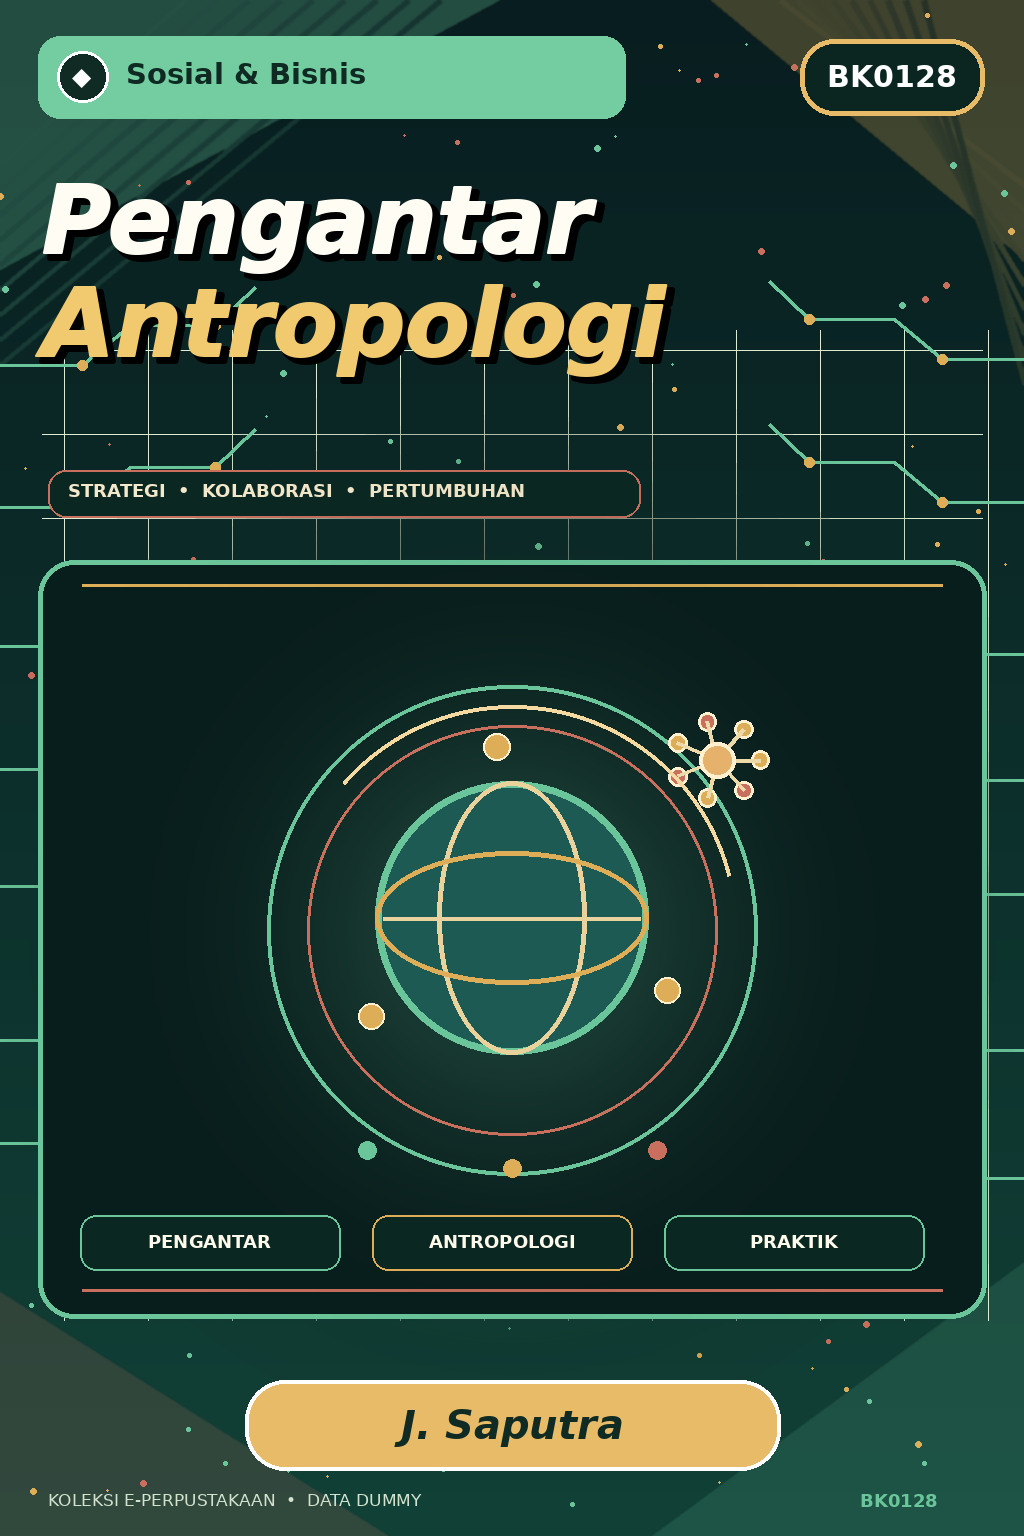 Sosial & Bisnis
BK0128
Pengantar
Antropologi
STRATEGI • KOLABORASI • PERTUMBUHAN
PENGANTAR
ANTROPOLOGI
PRAKTIK
J. Saputra
KOLEKSI E-PERPUSTAKAAN • DATA DUMMY
BK0128